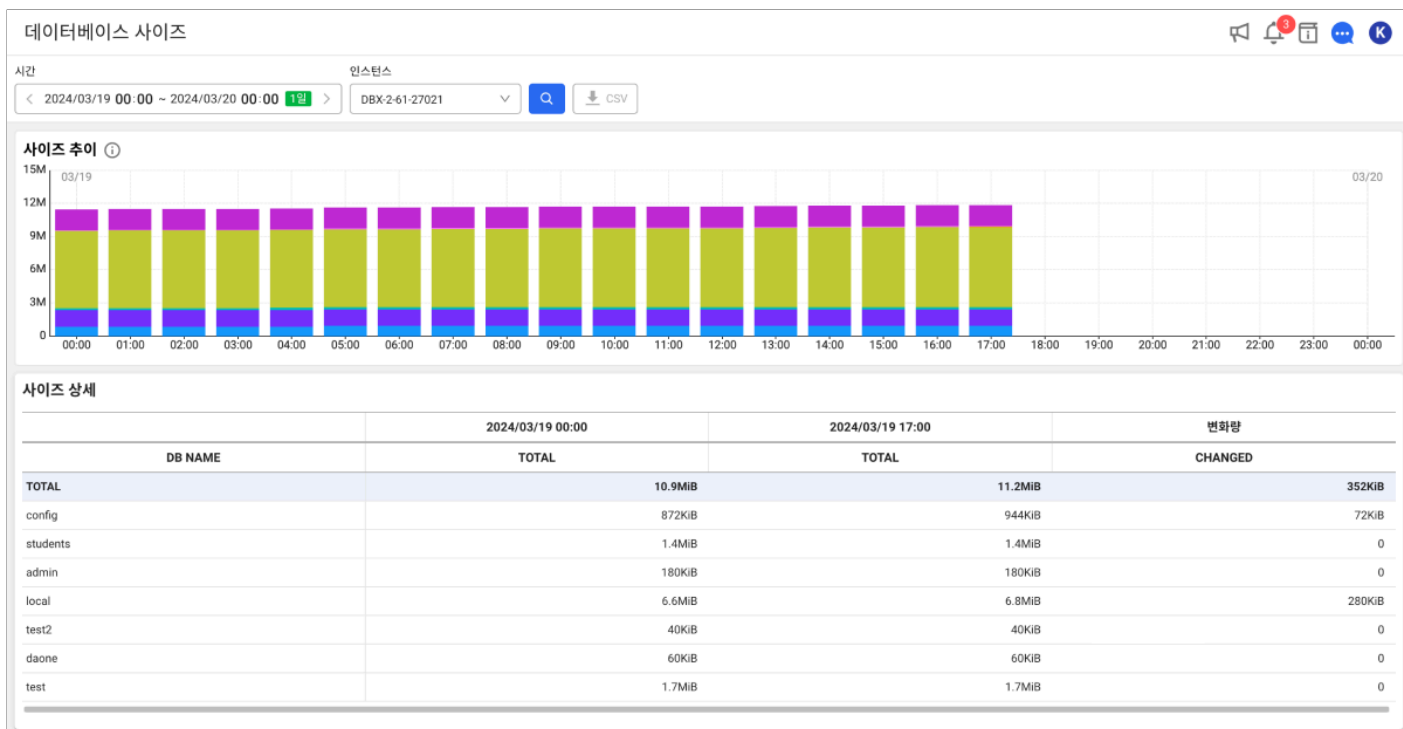 데이터베이스 사이즈
3
K
시간
인스턴스
2024/03/19 00:00 ~ 2024/03/20 00:00 1일
DBX-2-61-27021
CSV
사이즈 추이
15M
12M
9M
6M
3M
0
03/19
03/20
00:00 01:00 02:00 03:00 04:00 05:00 06:00 07:00 08:00 09:00 10:00 11:00 12:00 13:00 14:00 15:00 16:00 17:00 18:00 19:00 20:00 21:00 22:00 23:00 00:00
사이즈 상세
2024/03/19 00:00 2024/03/19 17:00 변화량
DB NAME TOTAL TOTAL CHANGED
TOTAL 10.9MiB 11.2MiB 352KiB
config 872KiB 944KiB 72KiB
students 1.4MiB 1.4MiB 0
admin 180KiB 180KiB 0
local 6.6MiB 6.8MiB 280KiB
test2 40KiB 40KiB 0
daone 60KiB 60KiB 0
test 1.7MiB 1.7MiB 0